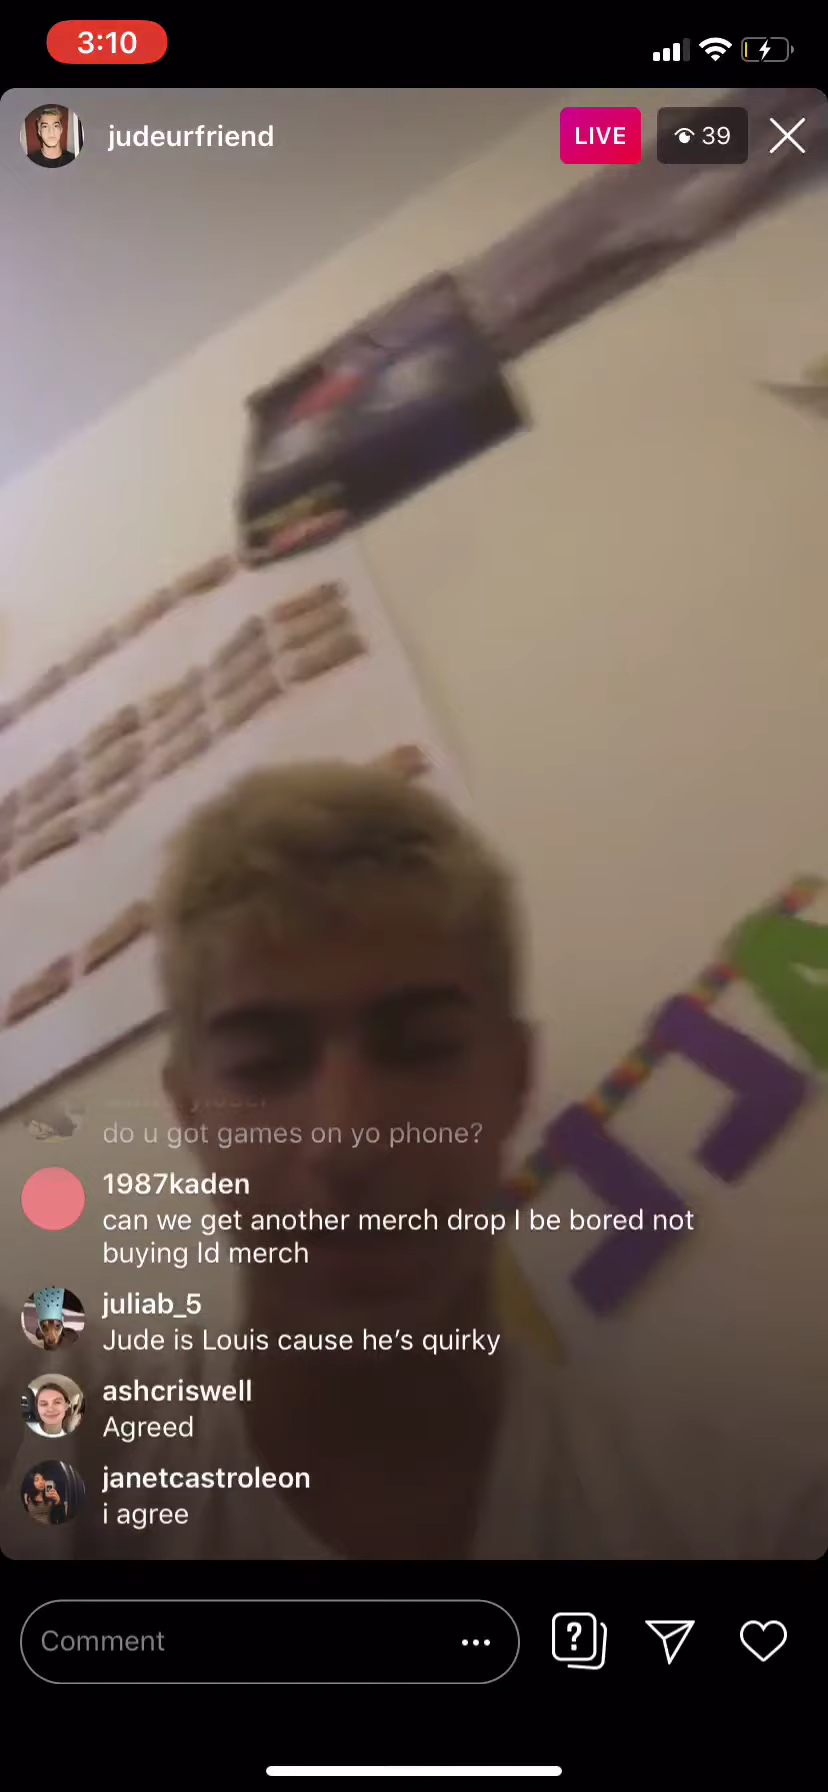 3:10
judeurfriend
LIVE
39
do u got games on yo phone?
1987kaden
can we get another merch drop I be bored not
buying ld merch
juliab_5
Jude is Louis cause he’s quirky
ashcriswell
Agreed
janetcastroleon
i agree
Comment